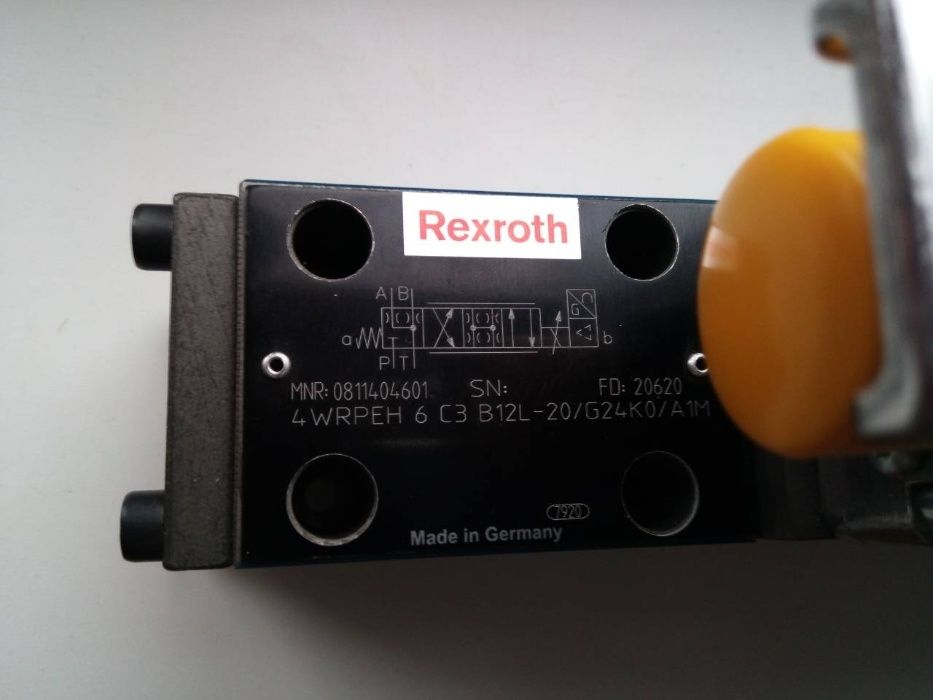 Rexroth
A B
a b
P T
MNR: 0811404601 SN: FD: 20620
4WRPEH 6 C3 B12L-20/G24K0/A1M
7920
Made in Germany